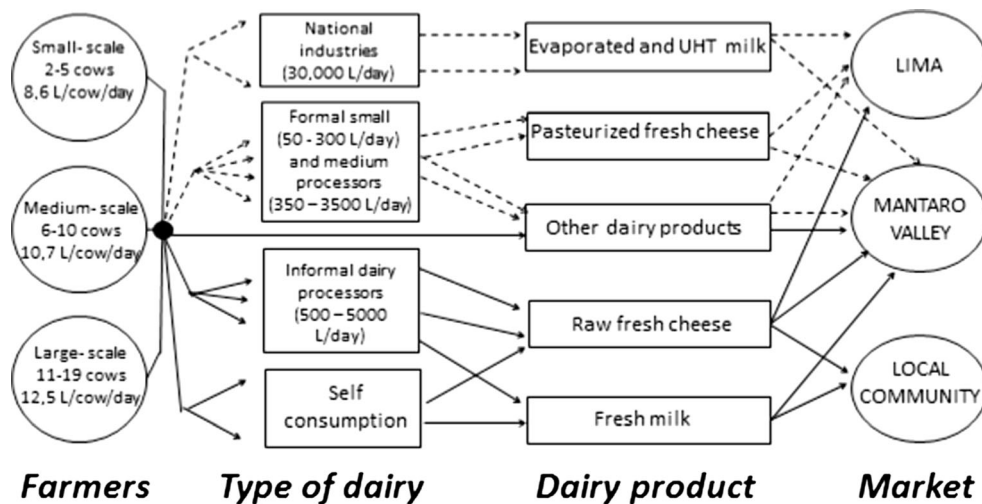 Small- scale
2-5 cows
8,6 L/cow/day
Medium- scale
6-10 cows
10,7 L/cow/day
Large- scale
11-19 cows
12,5 L/cow/day
National
industries
(30,000 L/day)
Formal small
(50 - 300 L/day)
and medium
processors
(350 – 3500 L/day)
Informal dairy
processors
(500 – 5000
L/day)
Self
consumption
Evaporated and UHT milk
Pasteurized fresh cheese
Other dairy products
Raw fresh cheese
Fresh milk
LIMA
MANTARO
VALLEY
LOCAL
COMMUNITY
Farmers
Type of dairy
Dairy product
Market